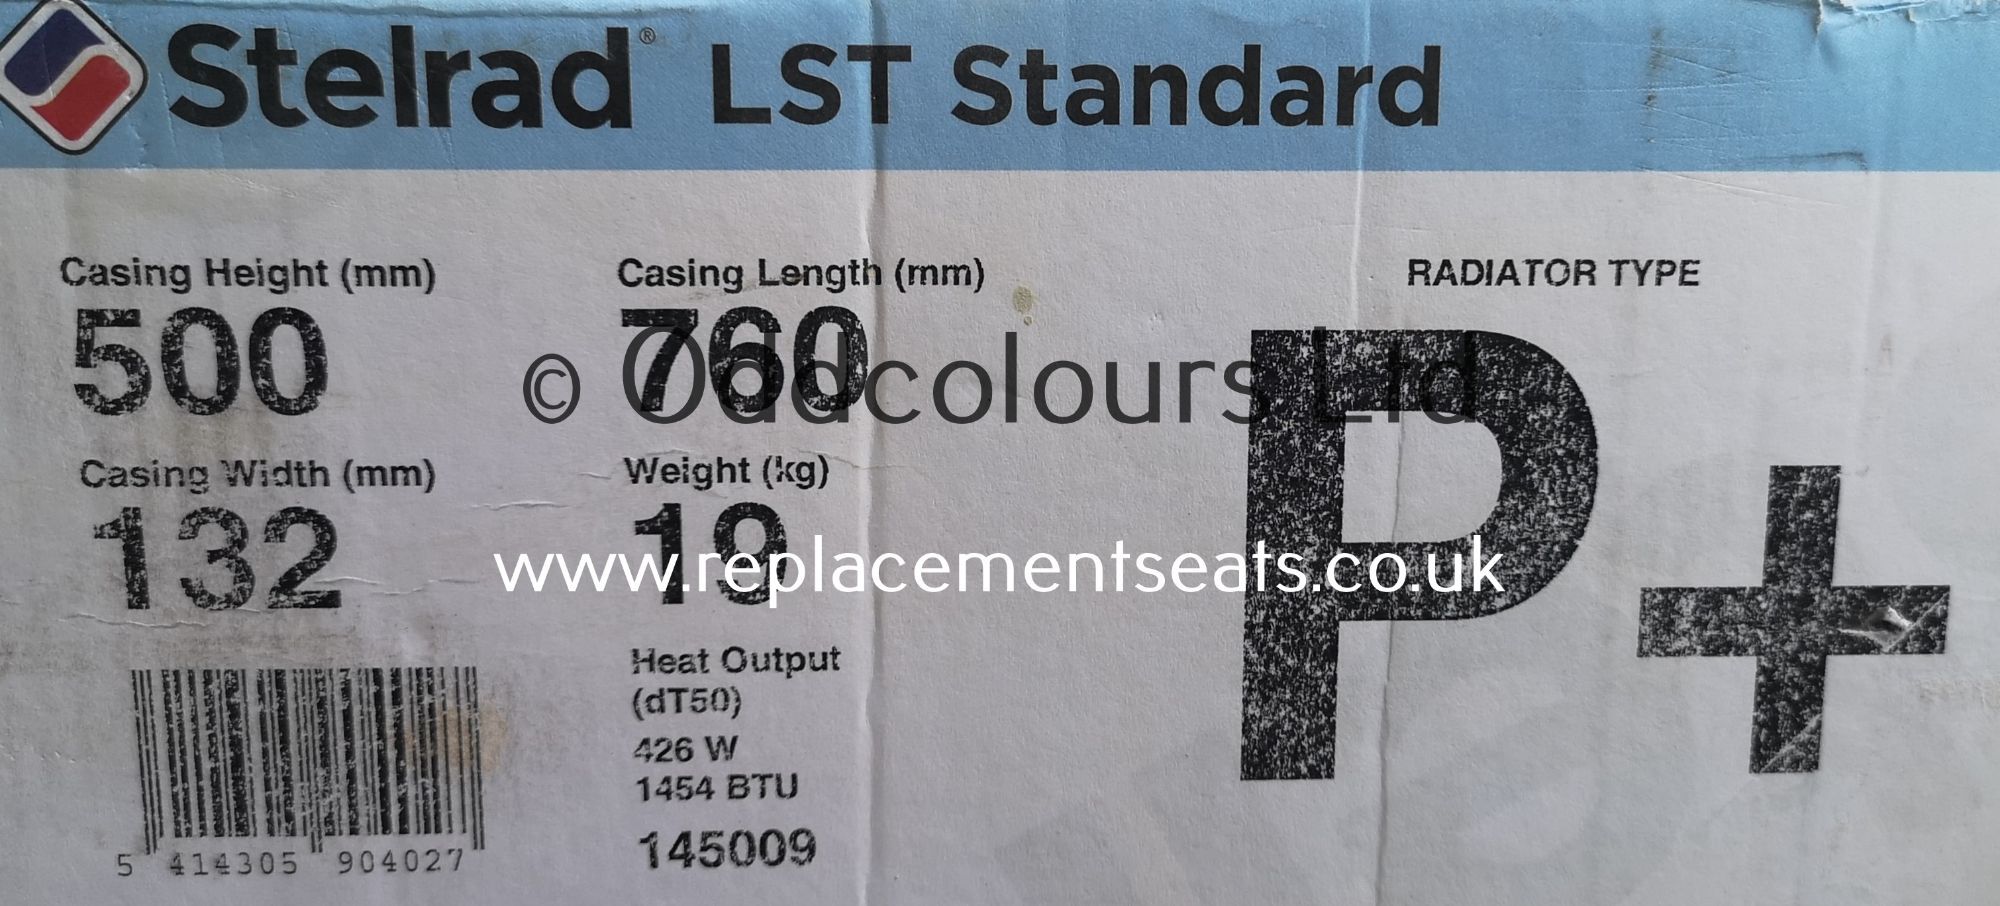 Stelrad® LST Standard
Casing Height (mm)
500
Casing Length (mm)
760
RADIATOR TYPE
P+
© Oddcolours Ltd
Casing Width (mm)
132
Weight (kg)
19
www.replacementseats.co.uk
Heat Output
(dT50)
426 W
1454 BTU
145009
5 414305 904027